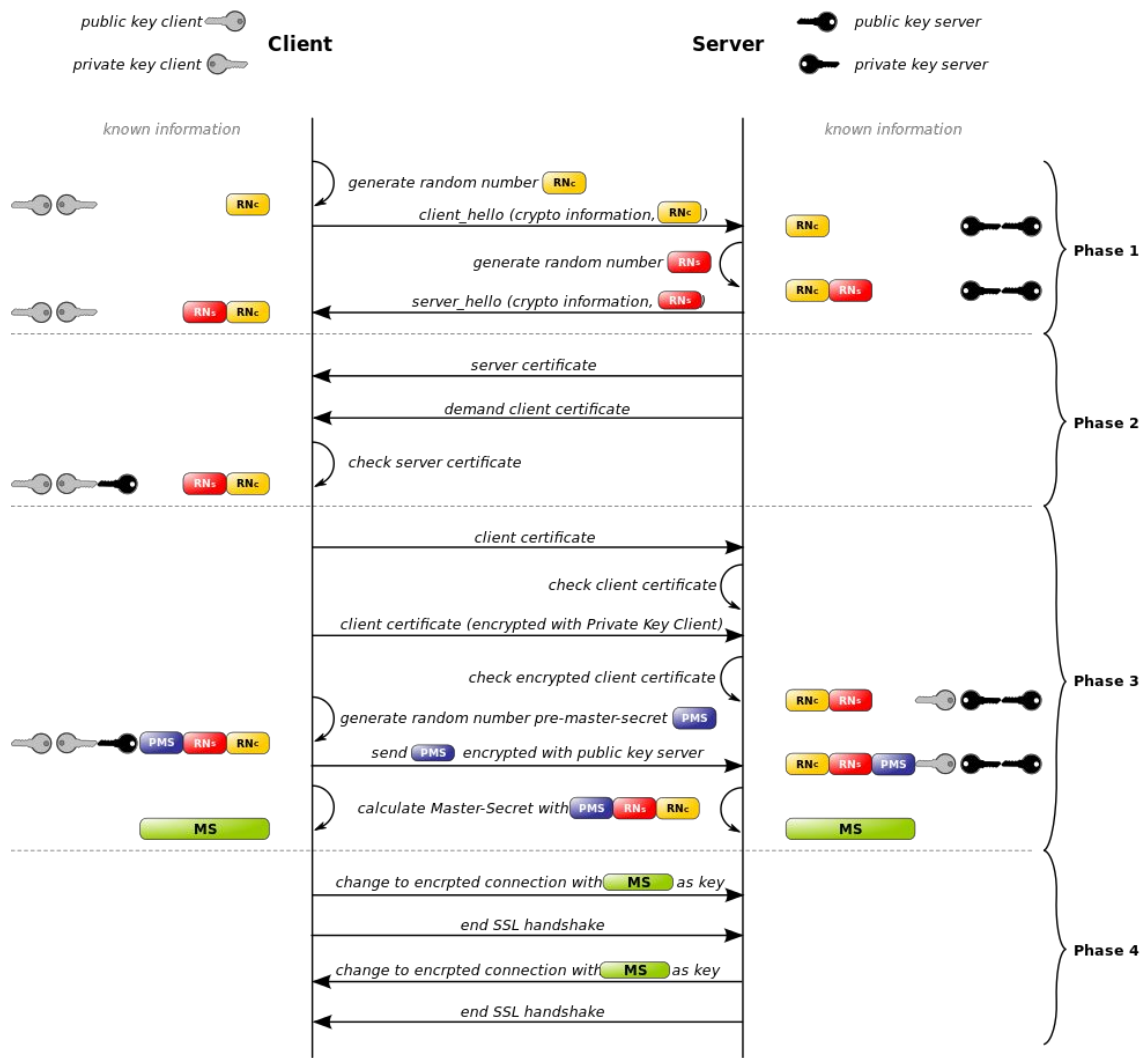 public key client
Client
Server
public key server
private key client
private key server
known information
known information
generate random number RNc
RNc
client_hello (crypto information, RNc)
RNc
generate random number RNs
RNc RNs
server_hello (crypto information, RNs)
RNs RNc
Phase 1
server certificate
demand client certificate
check server certificate
RNs RNc
Phase 2
client certificate
check client certificate
client certificate (encrypted with Private Key Client)
check encrypted client certificate
RNc RNs
generate random number pre-master-secret PMS
PMS RNs RNc
send PMS encrypted with public key server
RNc RNs PMS
calculate Master-Secret with PMS RNs RNc
MS
MS
Phase 3
change to encrpted connection with MS as key
end SSL handshake
change to encrpted connection with MS as key
end SSL handshake
Phase 4